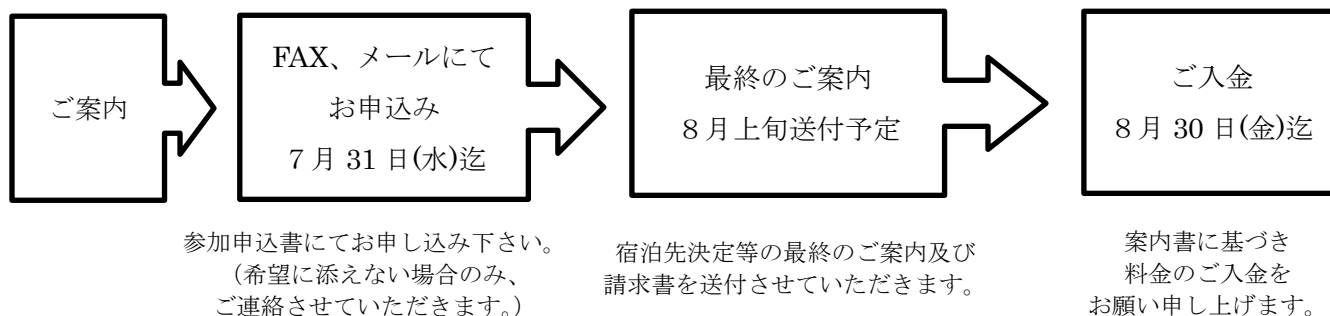 ご案内
FAX、メールにて
お申込み
７月 31 日(水)迄
最終のご案内
８月上旬送付予定
ご入金
８月 30 日(金)迄
参加申込書にてお申し込み下さい。
（希望に添えない場合のみ、
ご連絡させていただきます。）
宿泊先決定等の最終のご案内及び
請求書を送付させていただきます。
案内書に基づき
料金のご入金を
お願い申し上げます。